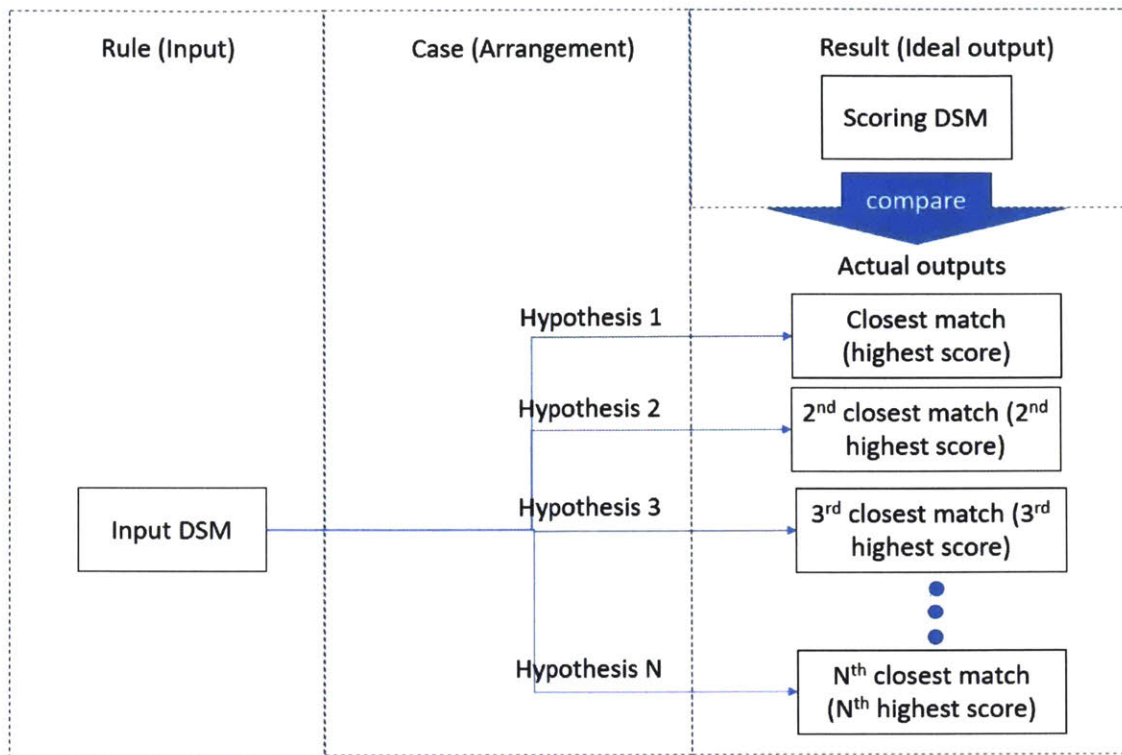 Rule (Input)
Case (Arrangement)
Result (Ideal output)
Scoring DSM
compare
Actual outputs
Hypothesis 1
Closest match
(highest score)
Hypothesis 2
2nd closest match (2nd
highest score)
Hypothesis 3
3rd closest match (3rd
highest score)
Input DSM
Hypothesis N
Nth closest match
(Nth highest score)